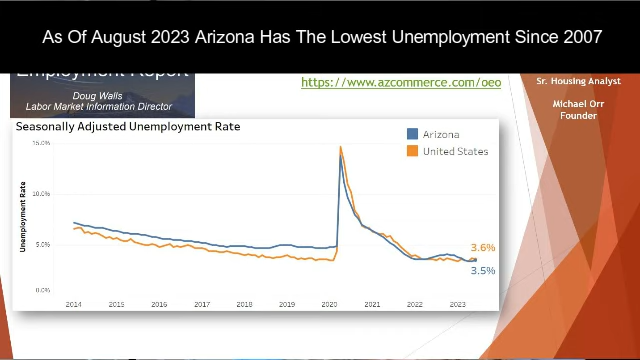 As Of August 2023 Arizona Has The Lowest Unemployment Since 2007
Employment Report
Doug Walls
Labor Market Information Director
https://www.azcommerce.com/oeo
Sr. Housing Analyst
Michael Orr
Founder
Seasonally Adjusted Unemployment Rate
Arizona
United States
Unemployment Rate
15.0%
10.0%
5.0%
0.0%
3.6%
3.5%
2014 2015 2016 2017 2018 2019 2020 2021 2022 2023